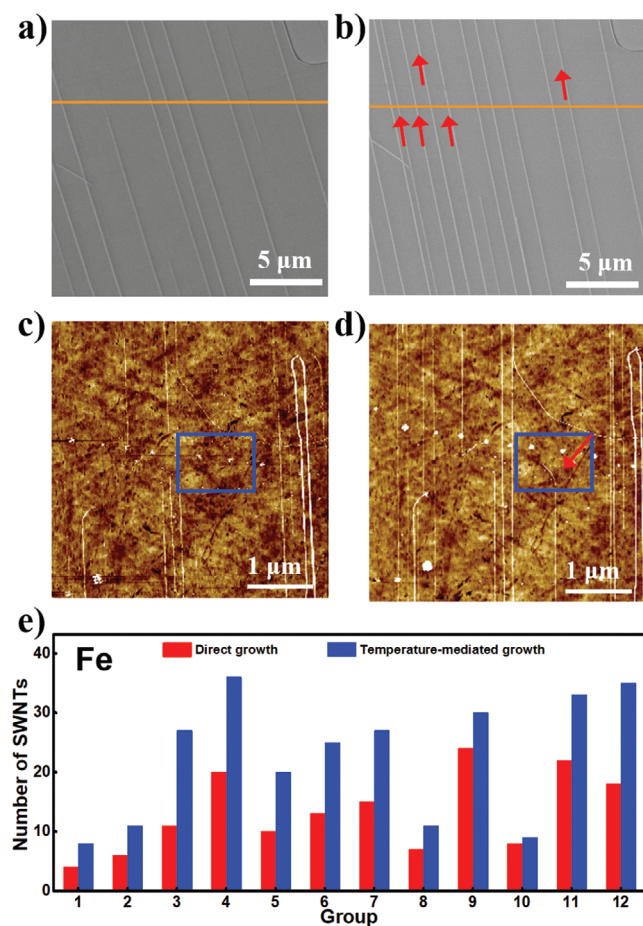 a)
b)
5 µm
5 µm
c)
d)
1 µm
1 µm
e)
Fe
Direct growth
Temperature-mediated growth
Number of SWNTs
40
30
20
10
0
1 2 3 4 5 6 7 8 9 10 11 12
Group